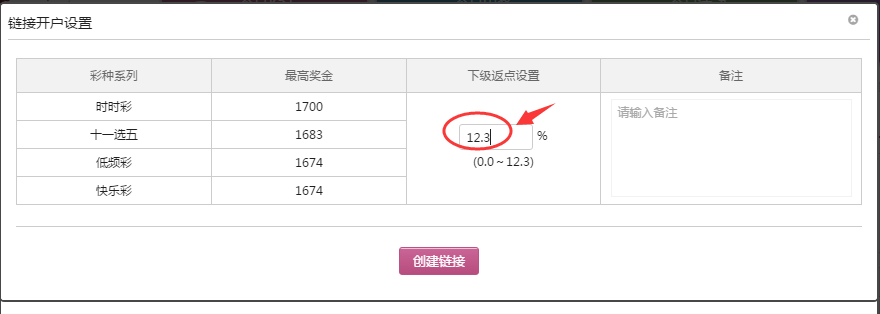 链接开户设置
彩种系列 最高奖金 下级返点设置 备注
时时彩 1700
十一选五 1683
低频彩 1674
快乐彩 1674
12.3 %
(0.0～12.3)
请输入备注
创建链接